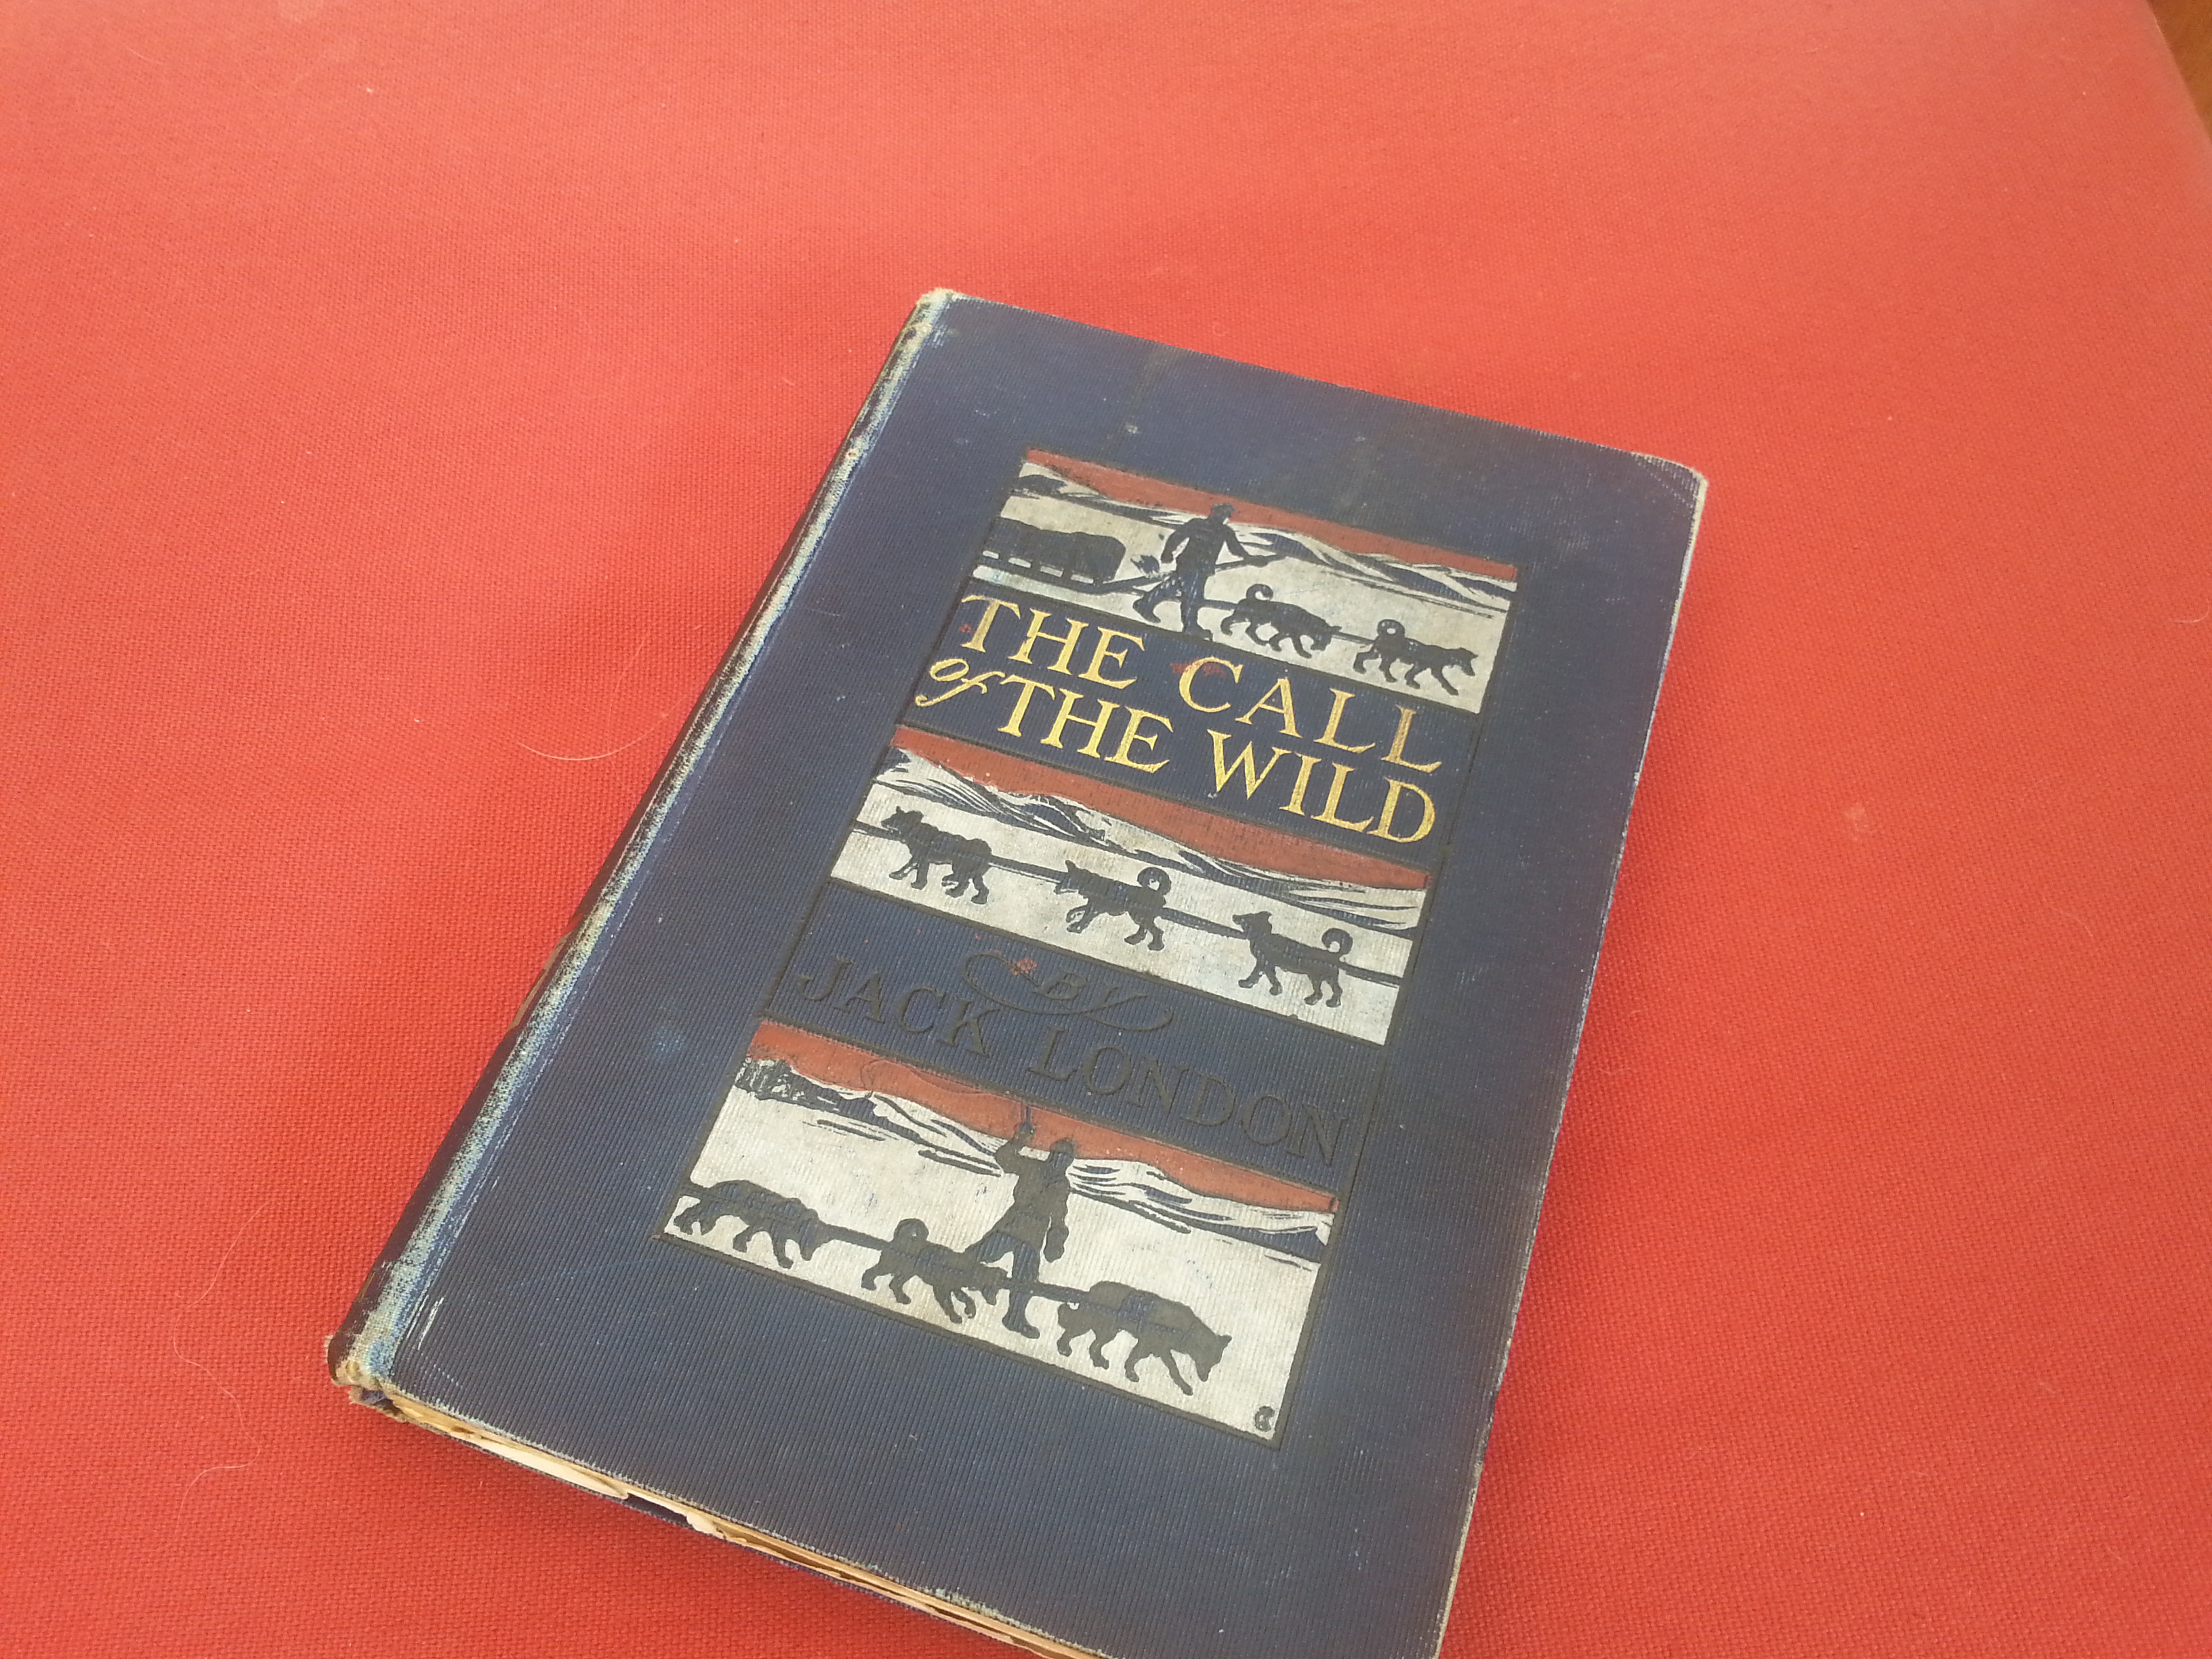 THE CALL
of THE WILD
BY
JACK LONDON